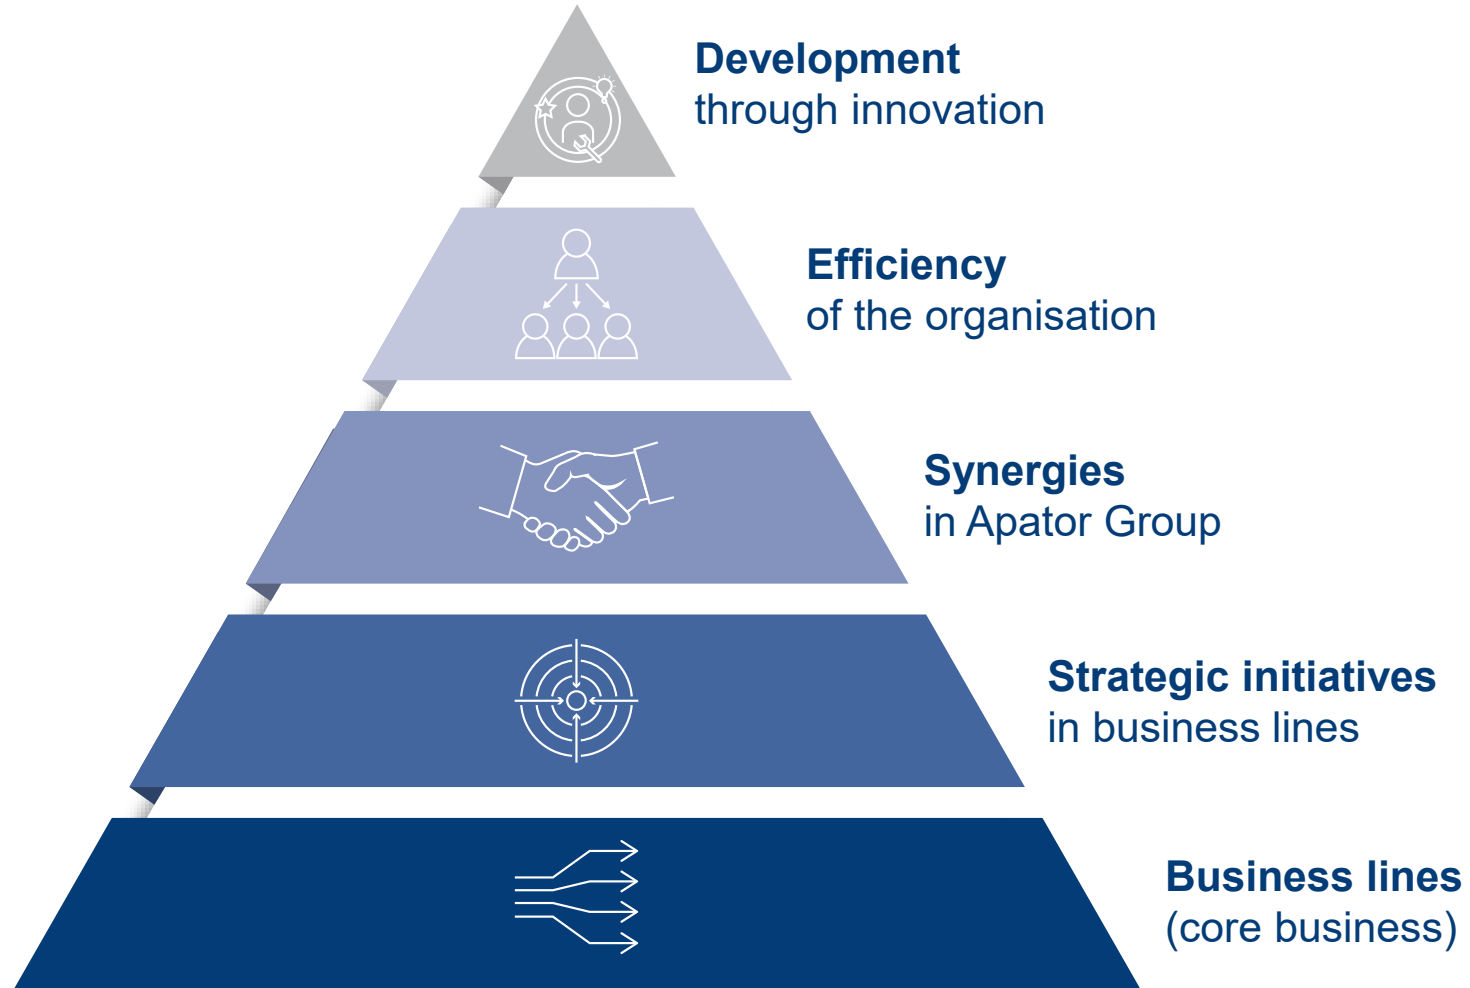 Development
through innovation
Efficiency
of the organisation
Synergies
in Apator Group
Strategic initiatives
in business lines
Business lines
(core business)